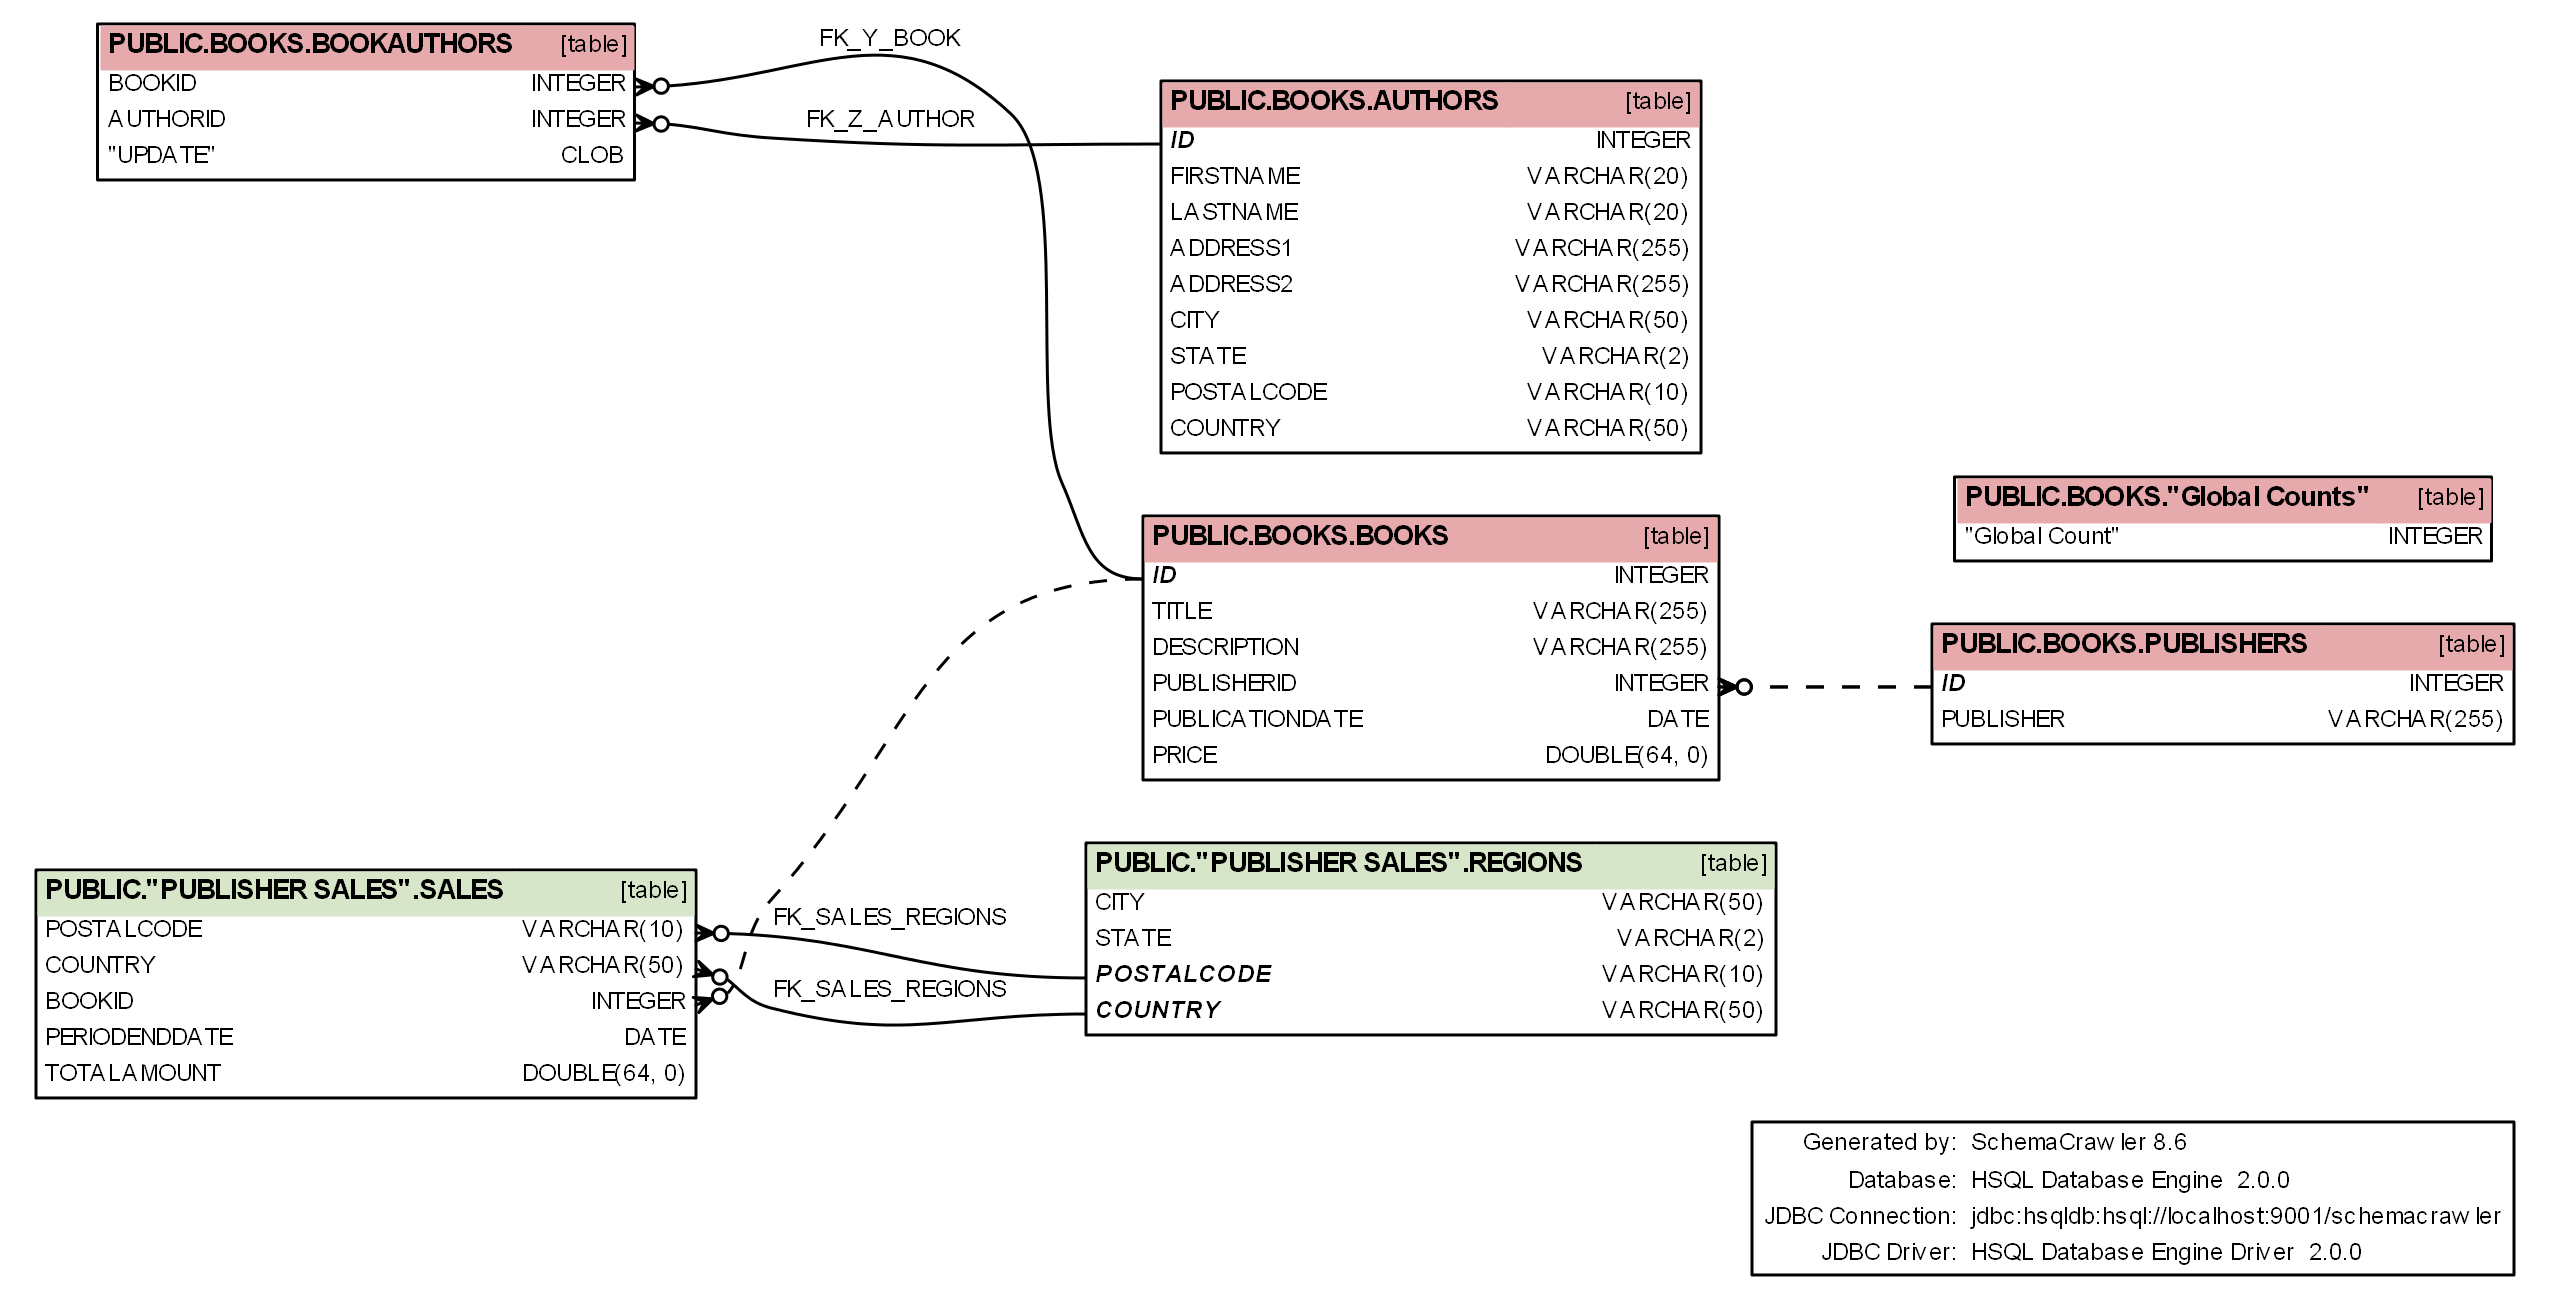 PUBLIC.BOOKS.BOOKAUTHORS [table]
BOOKID INTEGER
AUTHORID INTEGER
"UPDATE" CLOB
FK_Y_BOOK
FK_Z_AUTHOR
PUBLIC.BOOKS.AUTHORS [table]
ID INTEGER
FIRSTNAME VARCHAR(20)
LASTNAME VARCHAR(20)
ADDRESS1 VARCHAR(255)
ADDRESS2 VARCHAR(255)
CITY VARCHAR(50)
STATE VARCHAR(2)
POSTALCODE VARCHAR(10)
COUNTRY VARCHAR(50)
PUBLIC.BOOKS."Global Counts" [table]
"Global Count" INTEGER
PUBLIC.BOOKS.BOOKS [table]
ID INTEGER
TITLE VARCHAR(255)
DESCRIPTION VARCHAR(255)
PUBLISHERID INTEGER
PUBLICATIONDATE DATE
PRICE DOUBLE(64, 0)
PUBLIC.BOOKS.PUBLISHERS [table]
ID INTEGER
PUBLISHER VARCHAR(255)
PUBLIC."PUBLISHER SALES".SALES [table]
POSTALCODE VARCHAR(10)
COUNTRY VARCHAR(50)
BOOKID INTEGER
PERIODENDDATE DATE
TOTALAMOUNT DOUBLE(64, 0)
FK_SALES_REGIONS
FK_SALES_REGIONS
PUBLIC."PUBLISHER SALES".REGIONS [table]
CITY VARCHAR(50)
STATE VARCHAR(2)
POSTALCODE VARCHAR(10)
COUNTRY VARCHAR(50)
Generated by: SchemaCrawler 8.6
Database: HSQL Database Engine 2.0.0
JDBC Connection: jdbc:hsqldb:hsql://localhost:9001/schemacrawler
JDBC Driver: HSQL Database Engine Driver 2.0.0